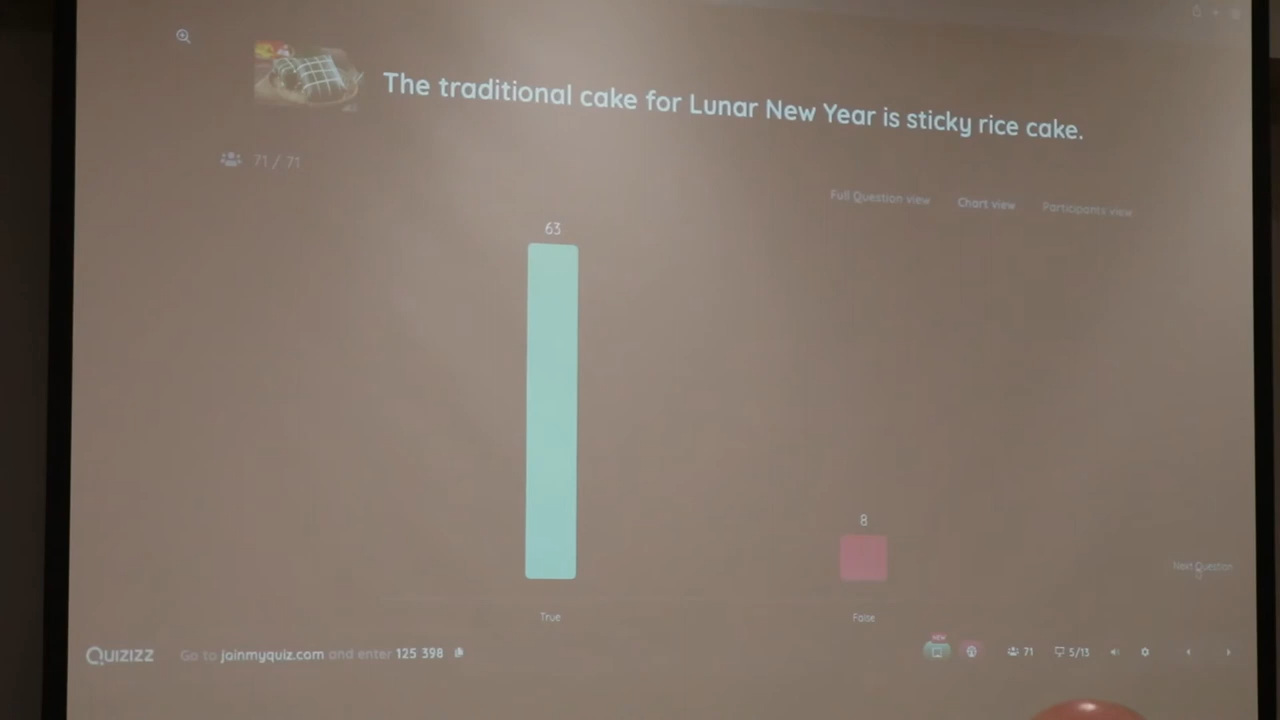 The traditional cake for Lunar New Year is sticky rice cake.
71 / 71
Full Question view Chart view Participants view
63
8
Next Question
True False
QUIZIZZ Go to joinmyquiz.com and enter 125 398
NEW
71 5/13